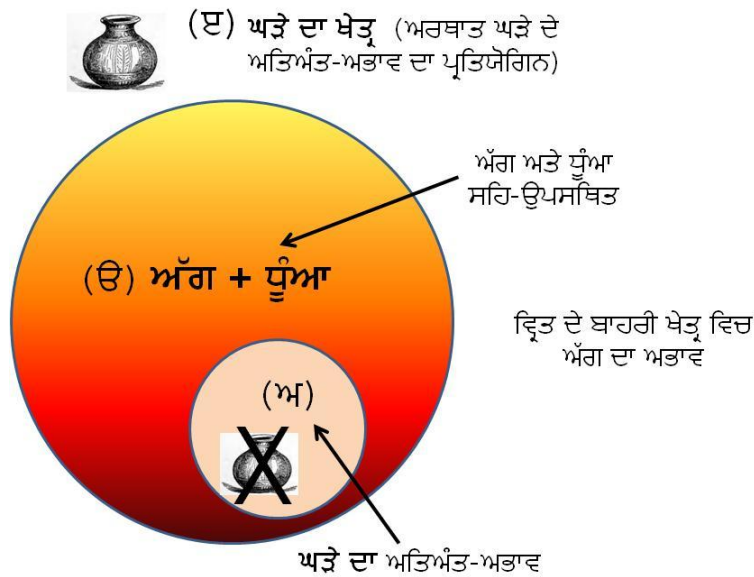 (ੲ) ਘੜੇ ਦਾ ਖੇਤ੍ਰ (ਅਰਥਾਤ ਘੜੇ ਦੇ
ਅਤਿਅੰਤ-ਅਭਾਵ ਦਾ ਪ੍ਰਤਿਯੋਗਿਨ)
ਅੱਗ ਅਤੇ ਧੂੰਆ
ਸਹਿ-ਉਪਸਥਿਤ
(ੳ) ਅੱਗ + ਧੂੰਆ
ਵ੍ਰਿਤ ਦੇ ਬਾਹਰੀ ਖੇਤ੍ਰ ਵਿਚ
ਅੱਗ ਦਾ ਅਭਾਵ
(ਅ)
ਘੜੇ ਦਾ ਅਤਿਅੰਤ-ਅਭਾਵ